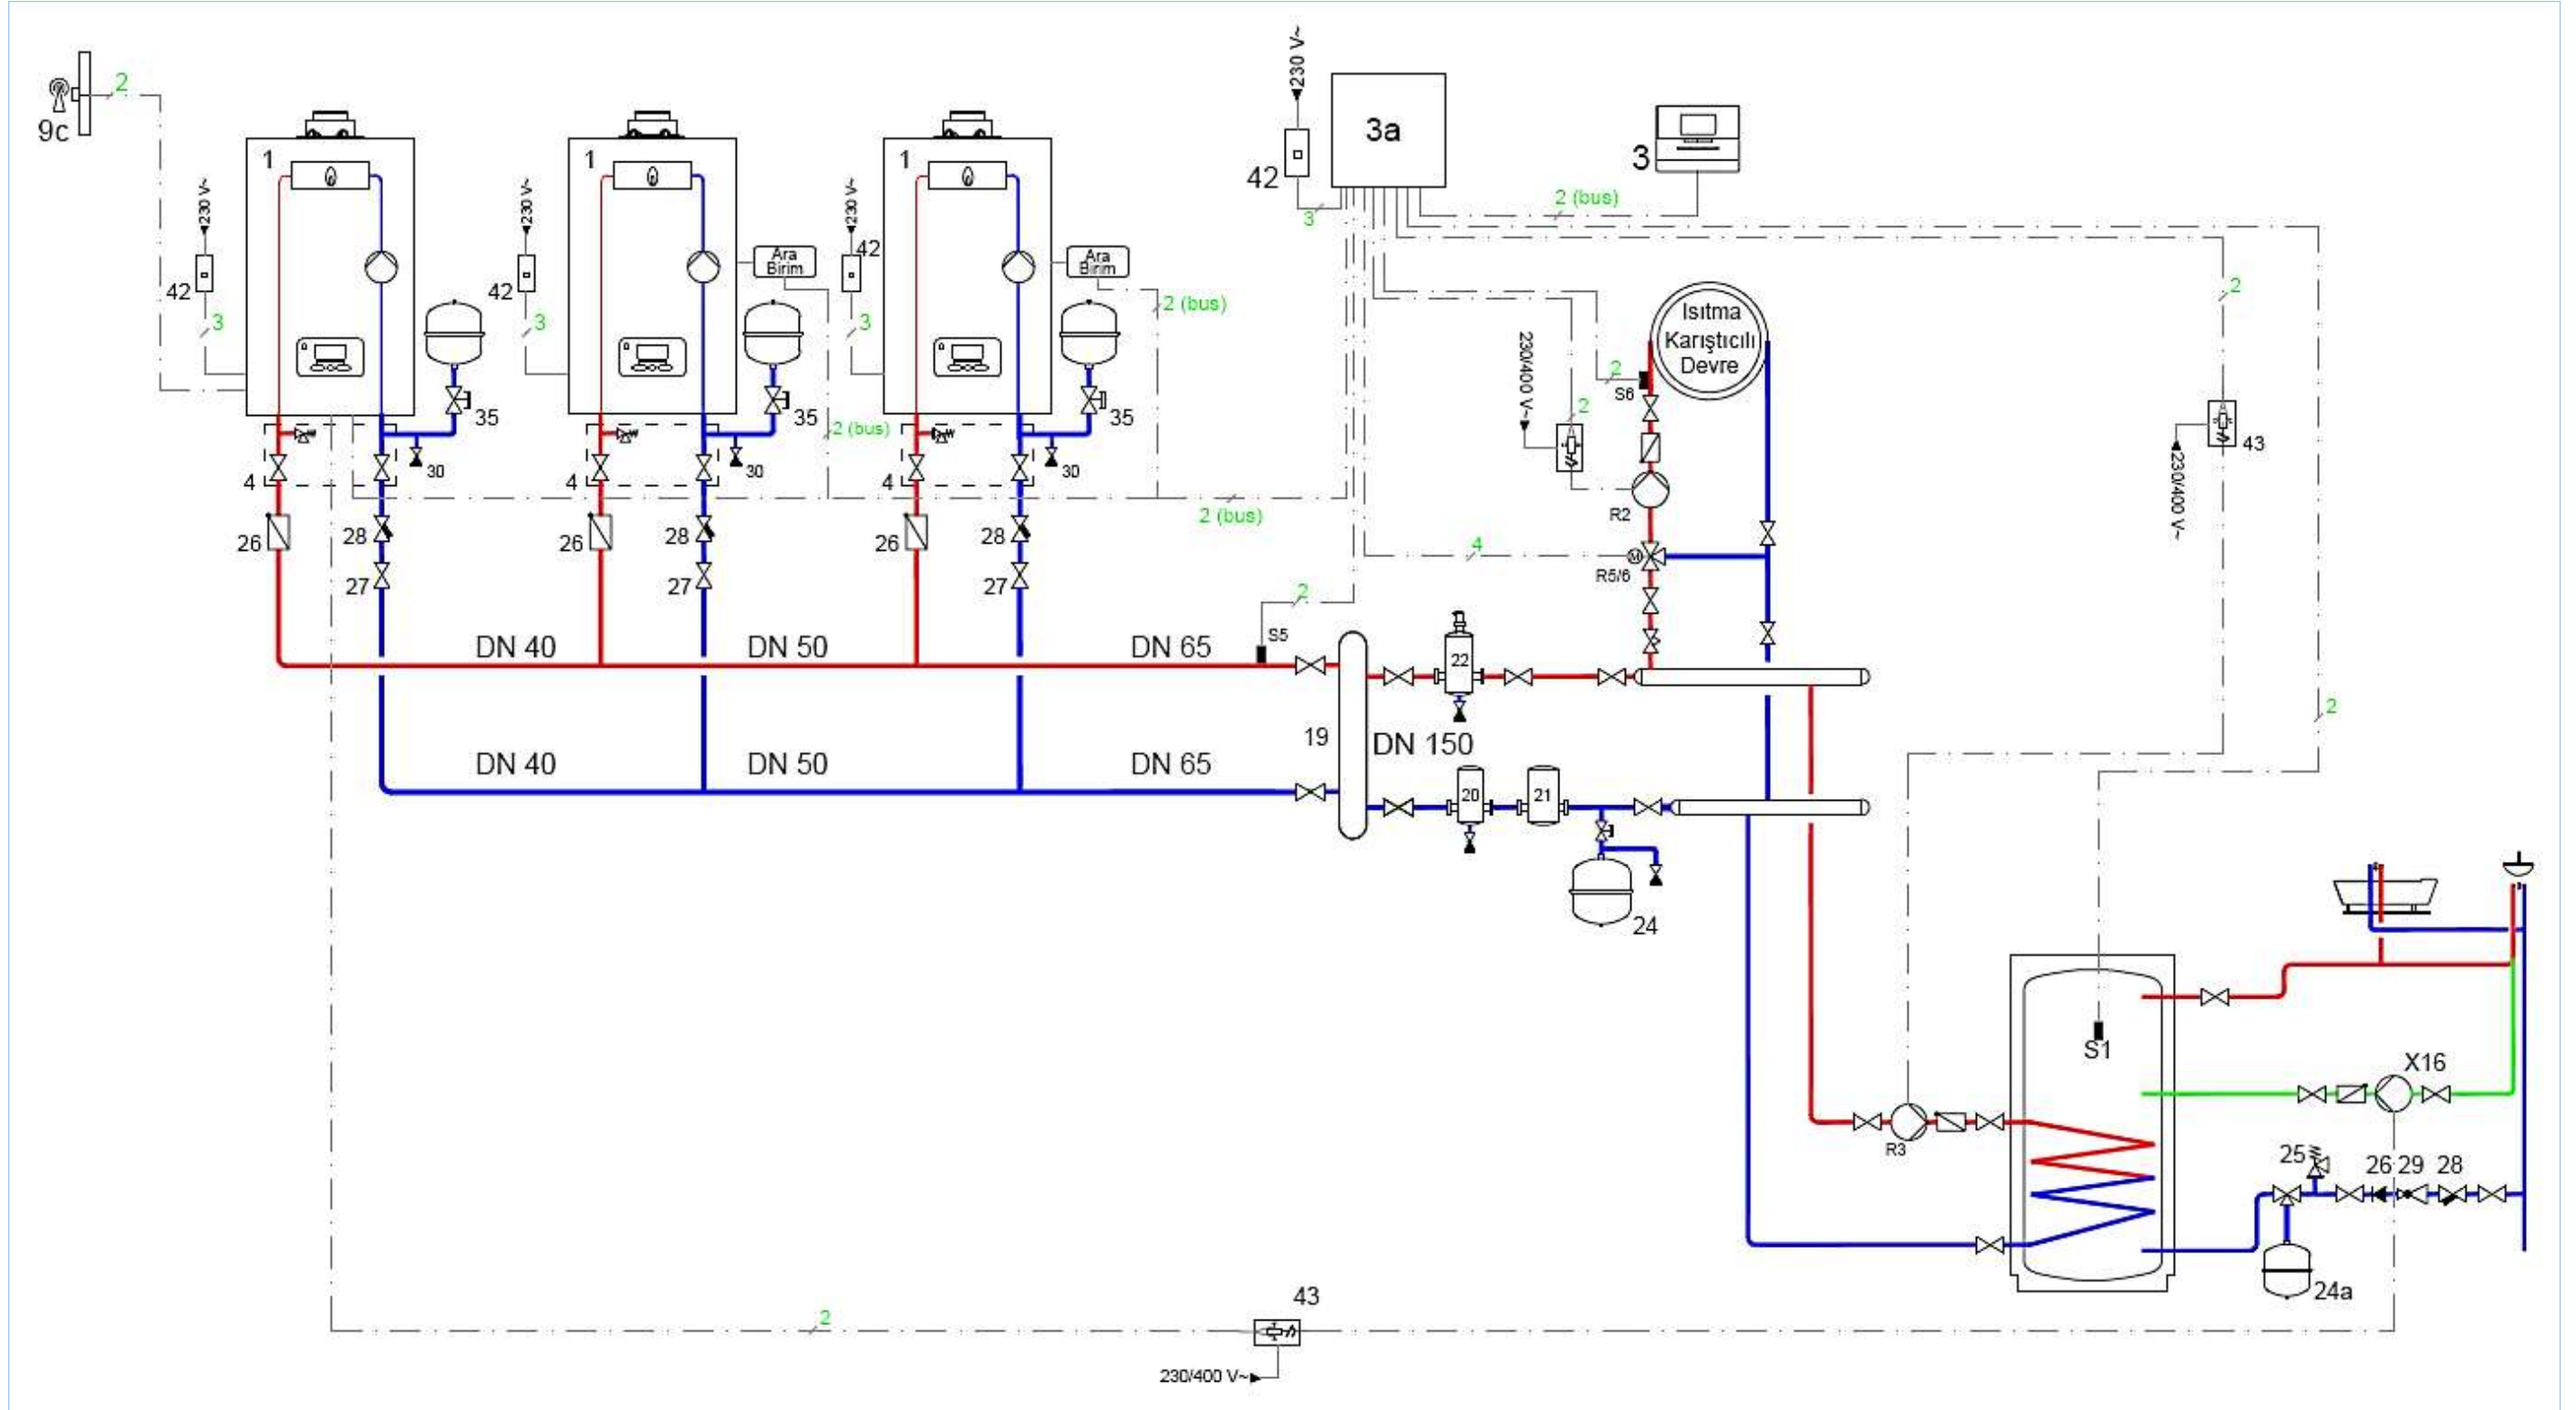 230 V~
2
9c
3a
3
42
3
2 (bus)
1
1
1
230 V~
230 V~
230 V~
42
42
42
3
3
3
Ara
Birim
Ara
Birim
2 (bus)
2
Isıtma
Karıştıcılı
Devre
230/400 V~
2
S6
2
35
35
35
2 (bus)
30
30
30
4
4
4
43
230/400 V~
2 (bus)
R2
26
28
26
28
26
28
4
R5/6
27
27
27
2
S5
DN 40
DN 50
DN 65
22
2
19
DN 150
DN 40
DN 50
DN 65
20
21
24
S1
X16
R3
25
26
29
28
24a
43
2
230/400 V~